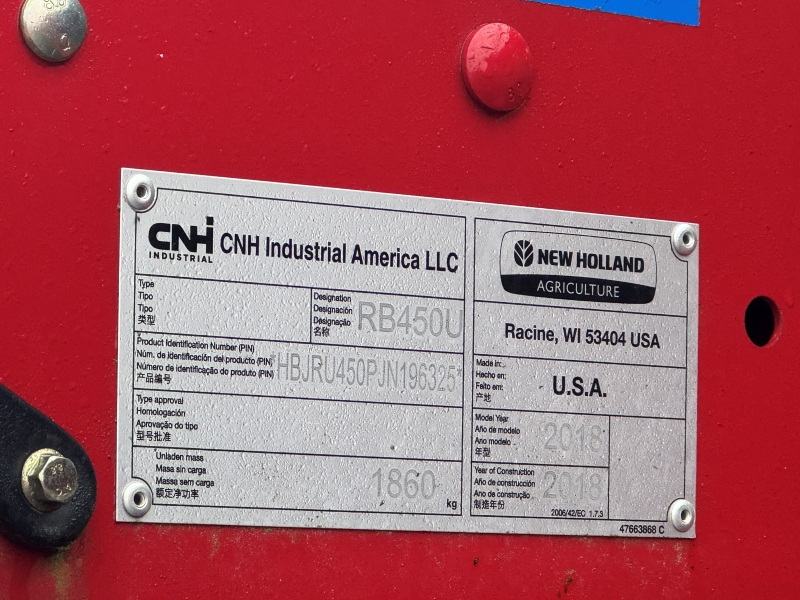 CNH
INDUSTRIAL
CNH Industrial America LLC
Type
Tipo
Tipo
类型
Designation
Designación
Designação
名称
RB450U
Product Identification Number (PIN)
Núm. de identificación del producto (PIN)
Número de identificação do produto (PIN)
产品编号
*HBJRU450PJN196325*
Type approval
Homologación
Aprovação do tipo
型号批准
Unladen mass
Masa sin carga
Massa sem carga
额定净功率
1860
kg
NEW HOLLAND
AGRICULTURE
Racine, WI 53404 USA
Made in:
Hecho en:
Feito em:
产地
U.S.A.
Model Year
Año de modelo
Ano modelo
年型
2018
Year of Construction
Año de construcción
Ano de construção
制造年份
2018
2006/42/EC 1.7.3
47663868 C